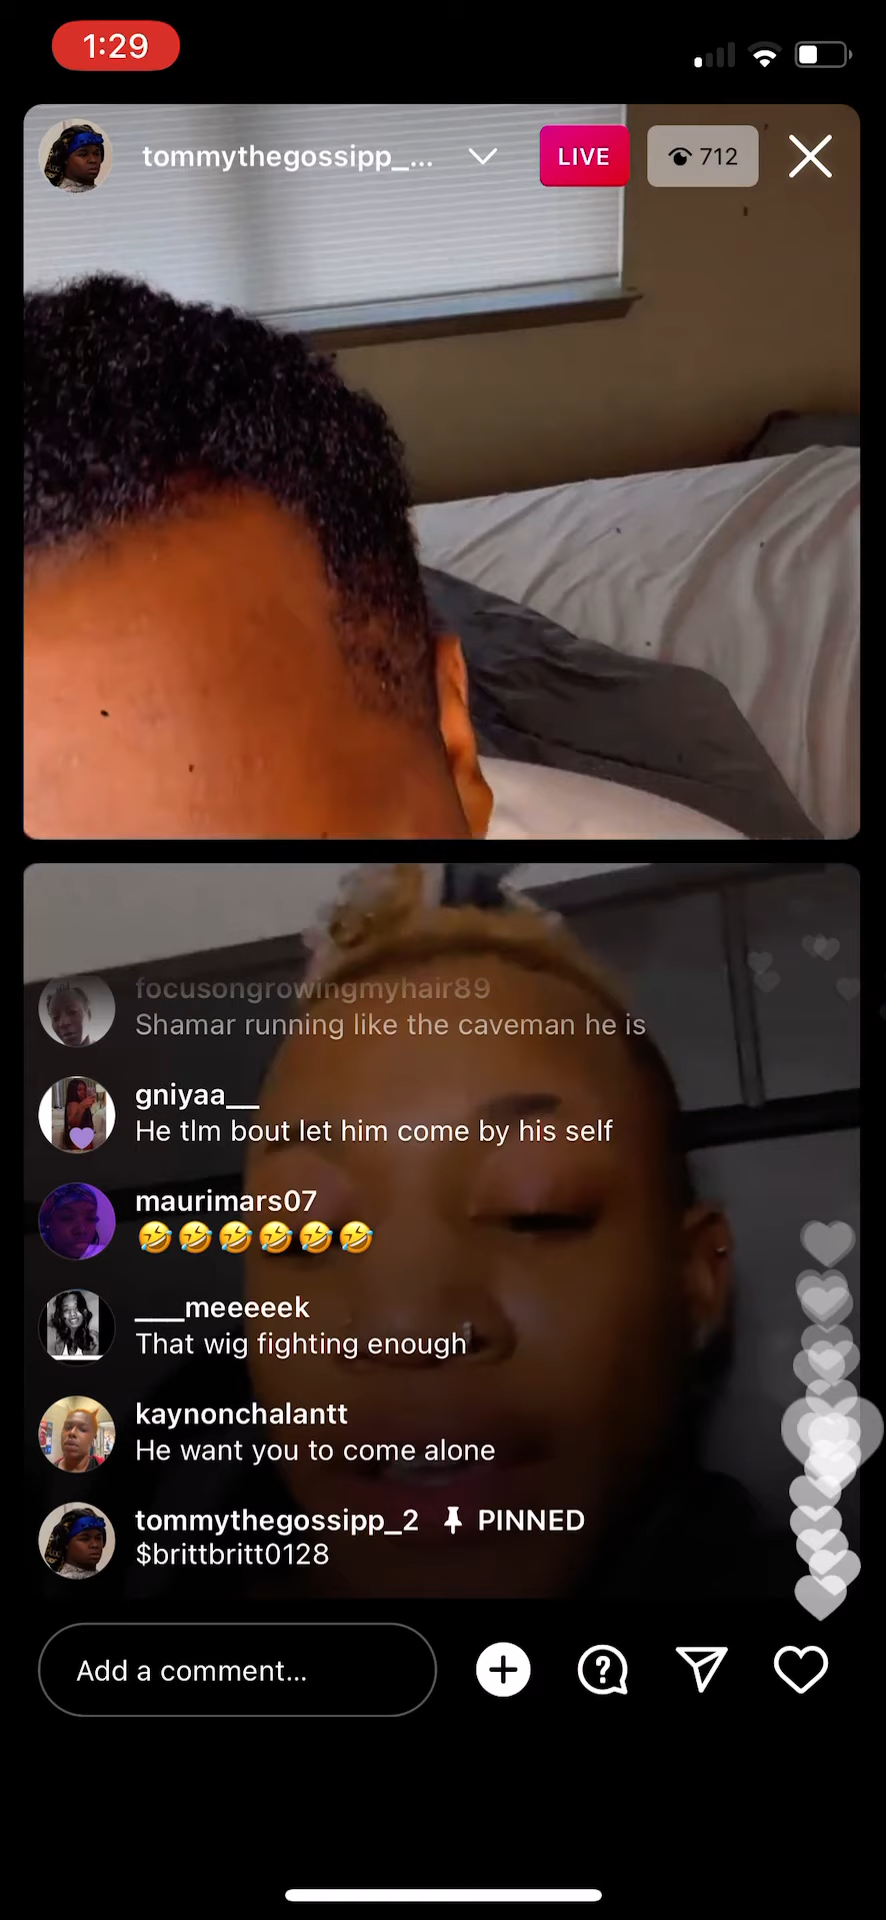 1:29
tommythegossipp_...
LIVE
712
focusongrowingmyhair89
Shamar running like the caveman he is
gniyaa__
He tlm bout let him come by his self
maurimars07
🤣🤣🤣🤣🤣🤣
____meeeeek
That wig fighting enough
kaynonchalantt
He want you to come alone
tommythegossipp_2 PINNED
$brittbritt0128
Add a comment...